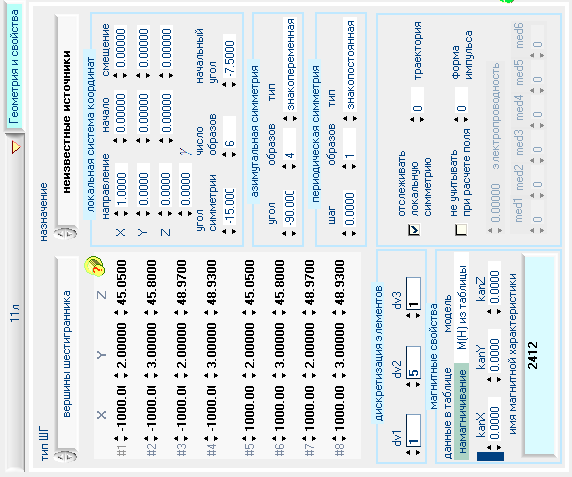 11л
Геометрия и свойства
тип ШГ
вершины шестигранника
X Y Z
#1 -1000.0( 2.00000 45.0500
#2 -1000.0( 3.00000 45.8000
#3 -1000.0( 2.00000 48.9700
#4 -1000.0( 3.00000 48.9300
#5 1000.00 2.00000 45.0500
#6 1000.00 3.00000 45.8000
#7 1000.00 2.00000 48.9700
#8 1000.00 3.00000 48.9300
дискретизация элементов
dv1 dv2 dv3
1 5 1
магнитные свойства
данные в таблице модель
намагничивание M(H) из таблицы
kanX kanY kanZ
0.0000 0.0000 0.0000
имя магнитной характеристики
2412
назначение
неизвестные источники
локальная система координат
направление начало смещение
X 1.0000 0.00000 0.00000
Y 0.0000 0.00000 0.00000
Z 0.0000 0.00000 0.00000
0.0000 γ
угол симметрии число образов начальный угол
-15.000 6 -7.5000
азимутальная симметрия
угол образов тип
-90.000 4 знакопеременная
периодическая симметрия
шаг образов тип
0.0000 1 знакопостоянная
отслеживать локальную симметрию 0 траектория
не учитывать при расчете поля 0 форма импульса
0.00000 электропроводность
med1 med2 med3 med4 med5 med6
0 0 0 0 0 0